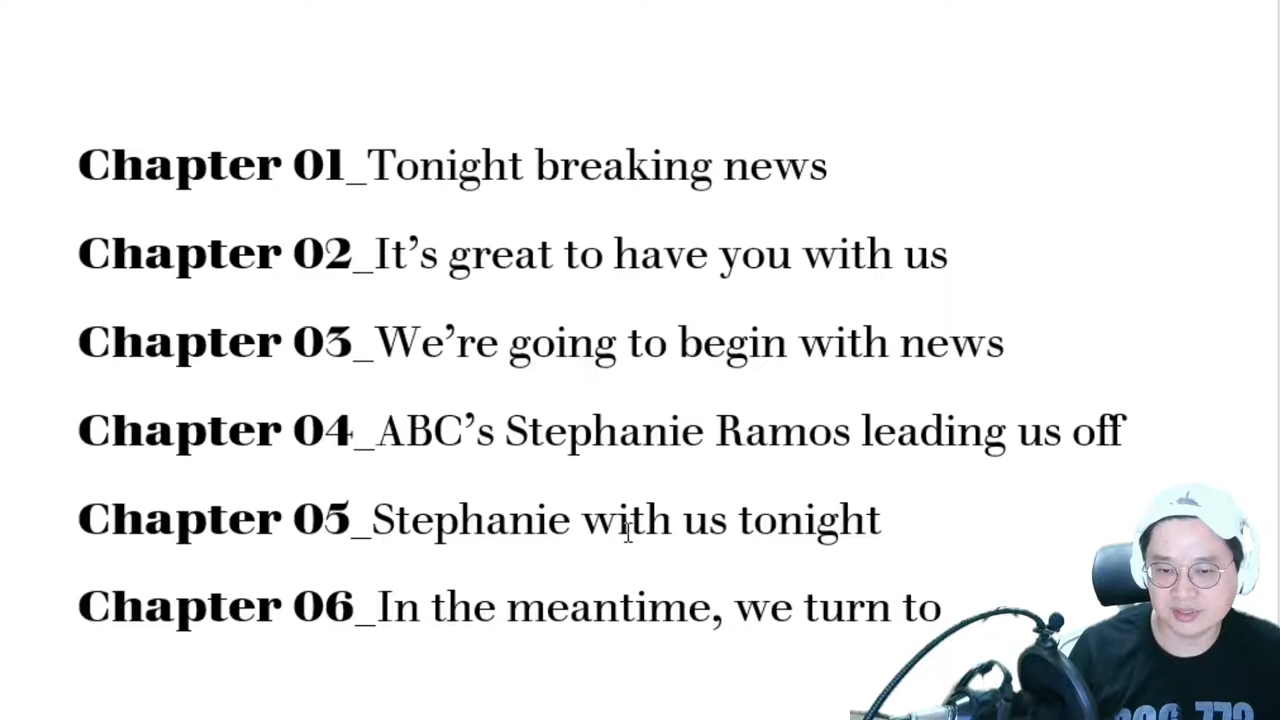 Chapter 01_Tonight breaking news
Chapter 02_It’s great to have you with us
Chapter 03_We’re going to begin with news
Chapter 04_ABC’s Stephanie Ramos leading us off
Chapter 05_Stephanie with us tonight
Chapter 06_In the meantime, we turn to